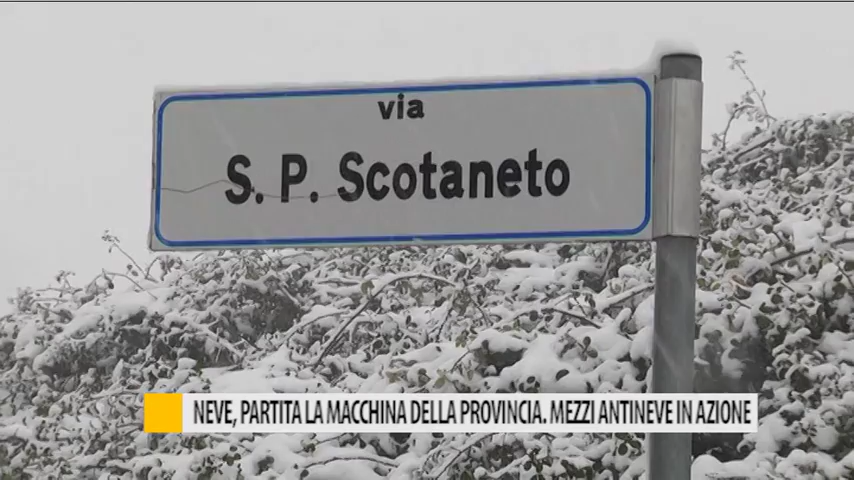 via
S. P. Scotaneto
NEVE, PARTITA LA MACCHINA DELLA PROVINCIA. MEZZI ANTINEVE IN AZIONE